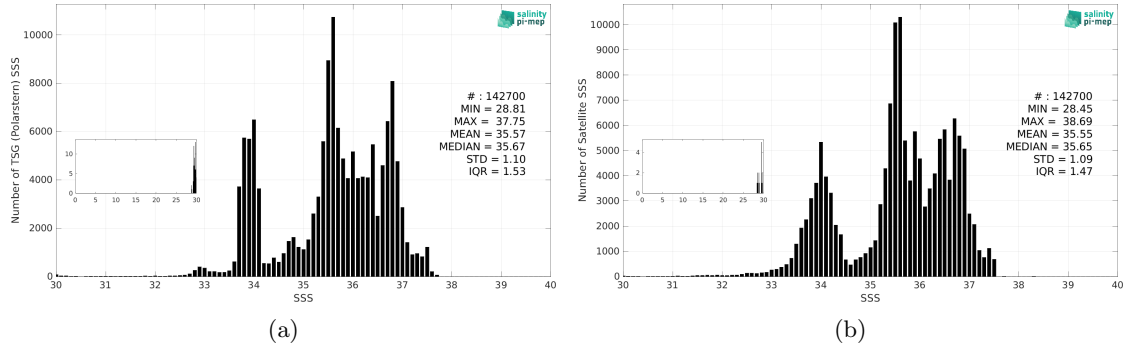 salinity
pi-mep
10000
8000
6000
4000
2000
0
Number of TSG (Polarstern) SSS
# : 142700
MIN = 28.81
MAX = 37.75
MEAN = 35.57
MEDIAN = 35.67
STD = 1.10
IQR = 1.53
10
5
0
0 5 10 15 20 25 30
30 31 32 33 34 35 36 37 38 39 40
SSS
(a)
salinity
pi-mep
10000
9000
8000
7000
6000
5000
4000
3000
2000
1000
0
Number of Satellite SSS
# : 142700
MIN = 28.45
MAX = 38.69
MEAN = 35.55
MEDIAN = 35.65
STD = 1.09
IQR = 1.47
4
2
0
0 5 10 15 20 25 30
30 31 32 33 34 35 36 37 38 39 40
SSS
(b)